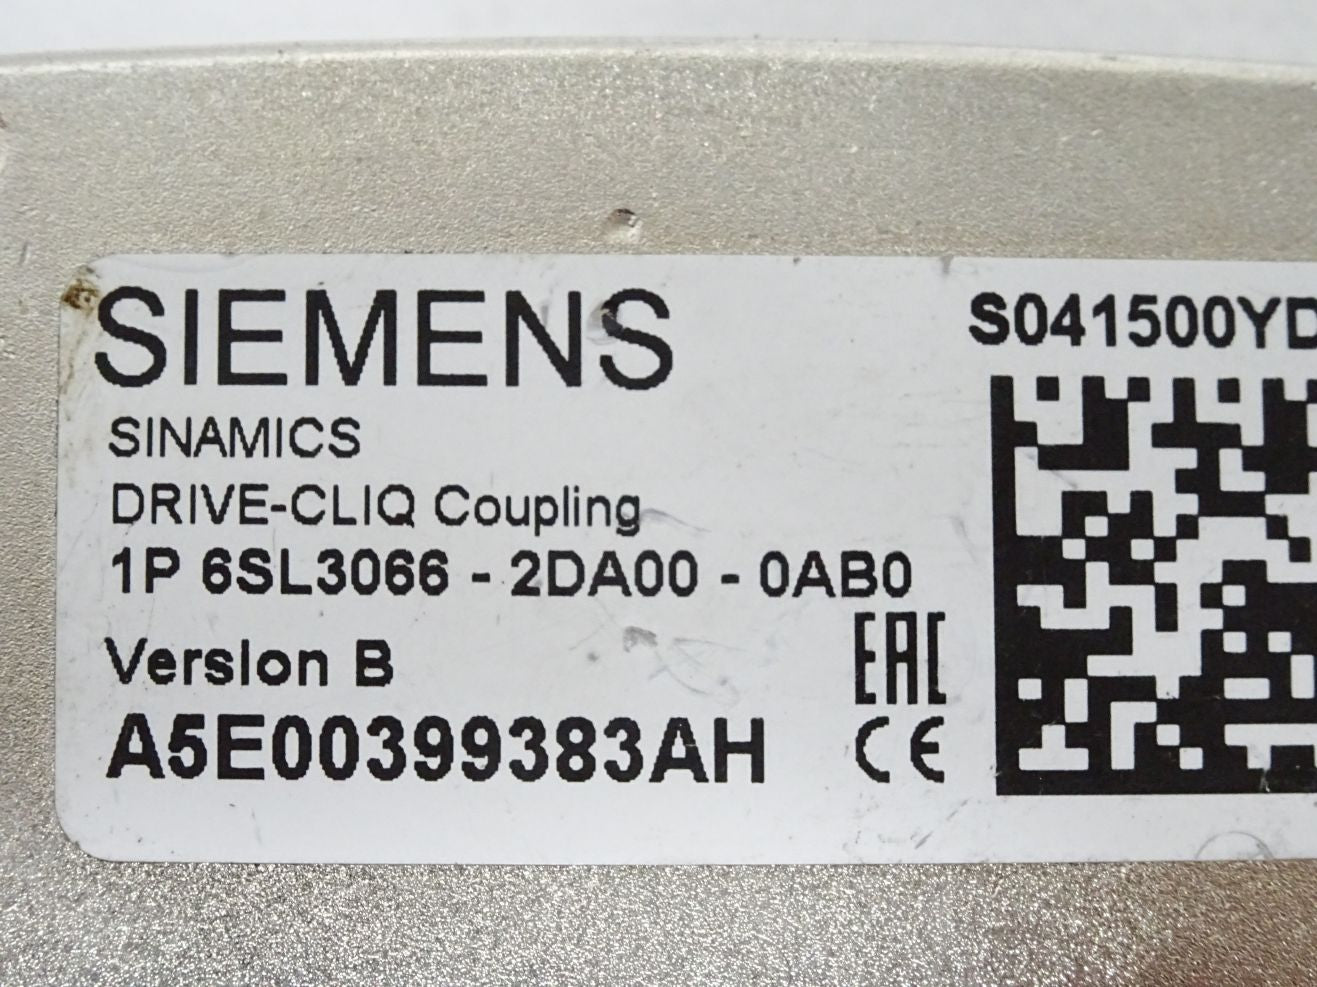 SIEMENS
S041500YD
SINAMICS
DRIVE-CLIQ Coupling
1P 6SL3066 - 2DA00 - 0AB0
Version B
EAC
A5E00399383AH
CE